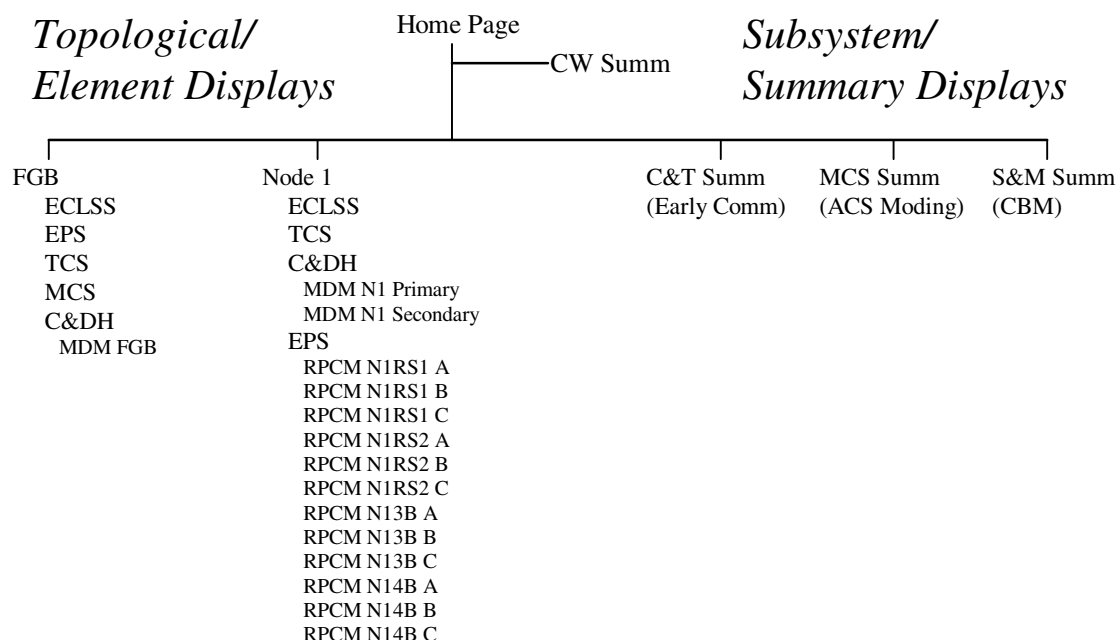 Topological/
Element Displays
Home Page
CW Summ
Subsystem/
Summary Displays
FGB
ECLSS
EPS
TCS
MCS
C&DH
MDM FGB
Node 1
ECLSS
TCS
C&DH
MDM N1 Primary
MDM N1 Secondary
EPS
RPCM N1RS1 A
RPCM N1RS1 B
RPCM N1RS1 C
RPCM N1RS2 A
RPCM N1RS2 B
RPCM N1RS2 C
RPCM N13B A
RPCM N13B B
RPCM N13B C
RPCM N14B A
RPCM N14B B
RPCM N14B C
C&T Summ
(Early Comm)
MCS Summ
(ACS Moding)
S&M Summ
(CBM)